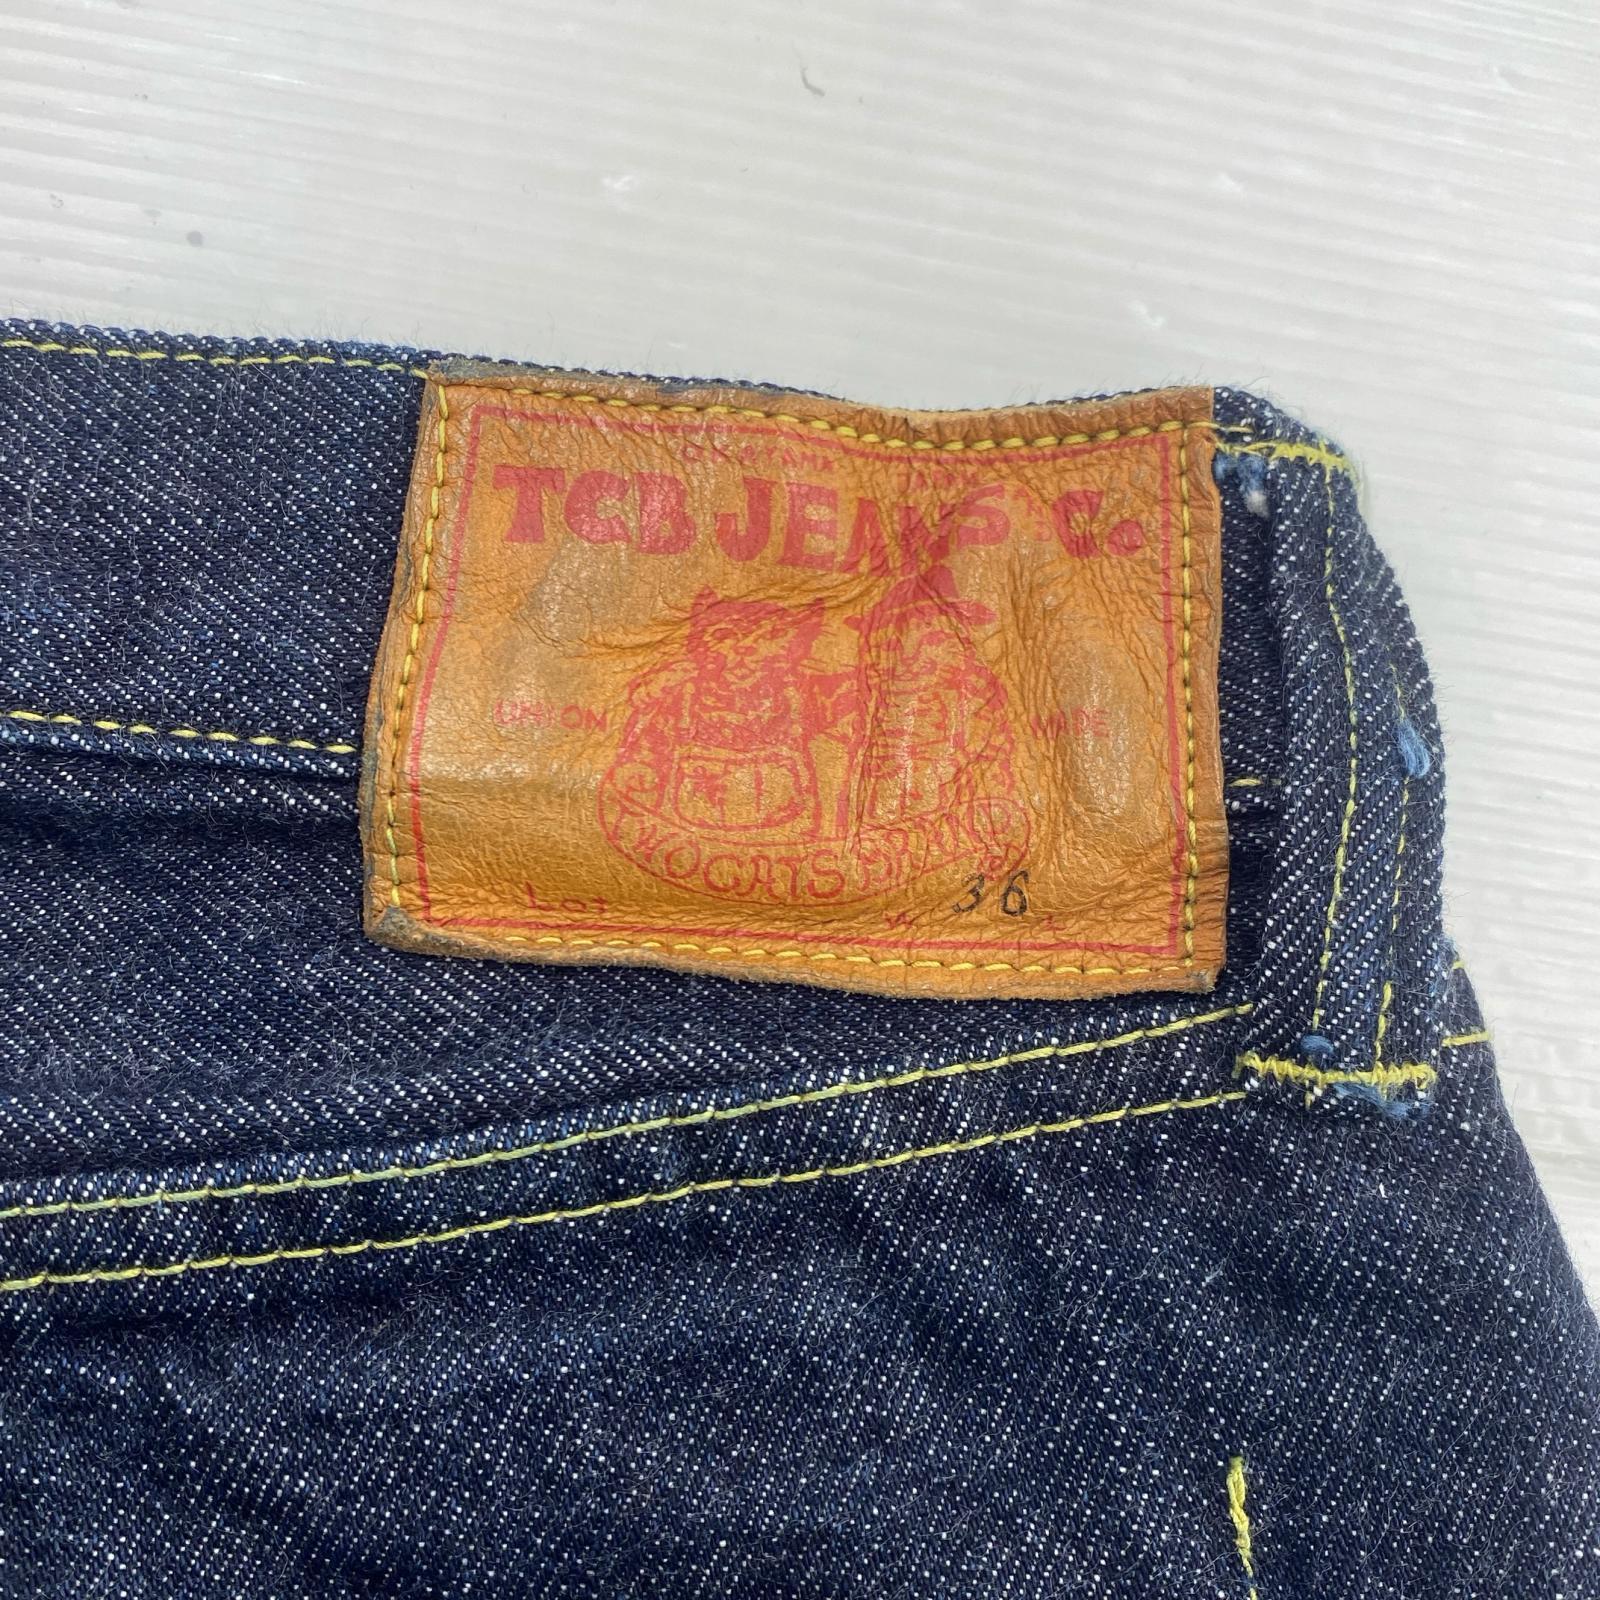 OKAYAMA JAPAN
TCB JEANS Co.
UNION MADE
TWO CATS BRAND
Lot W 36 L